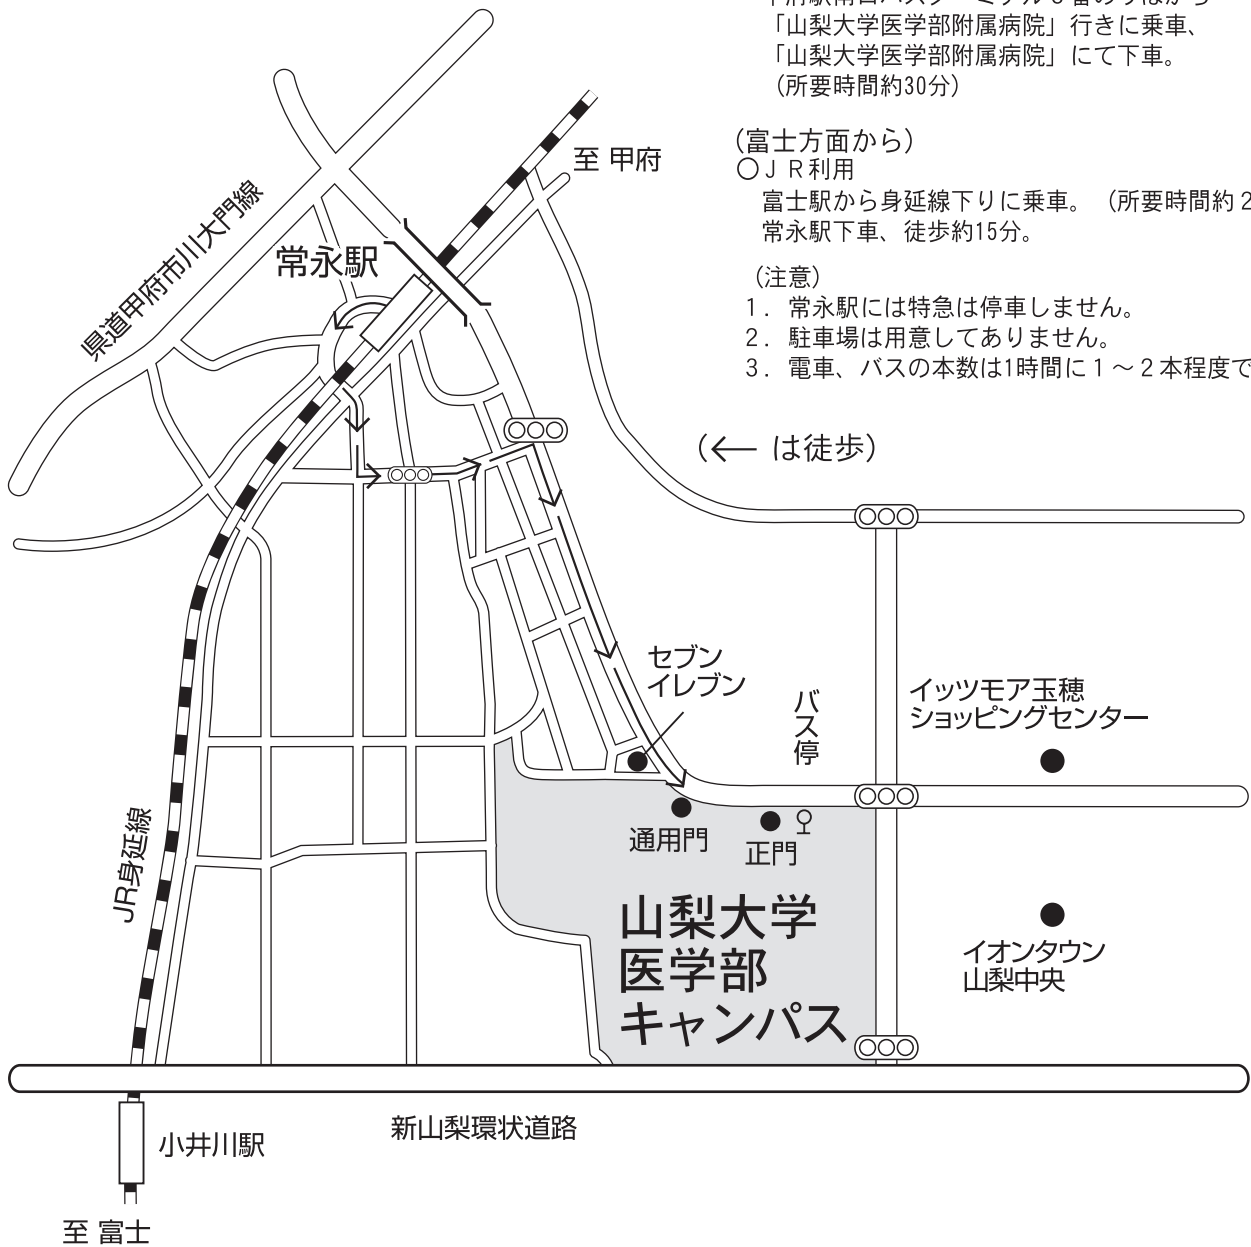 「山梨大学医学部附属病院」行きに乗車、
「山梨大学医学部附属病院」にて下車。
（所要時間約30分）
（富士方面から）
○ＪＲ利用
富士駅から身延線下りに乗車。（所要時間約２
常永駅下車、徒歩約15分。
（注意）
１．常永駅には特急は停車しません。
２．駐車場は用意してありません。
３．電車、バスの本数は1時間に１～２本程度で
（← は徒歩）
至 甲府
県道甲府市川大門線
常永駅
セブン
イレブン
バス停
イッツモア玉穂
ショッピングセンター
通用門
正門
JR身延線
山梨大学
医学部
キャンパス
イオンタウン
山梨中央
新山梨環状道路
小井川駅
至 富士